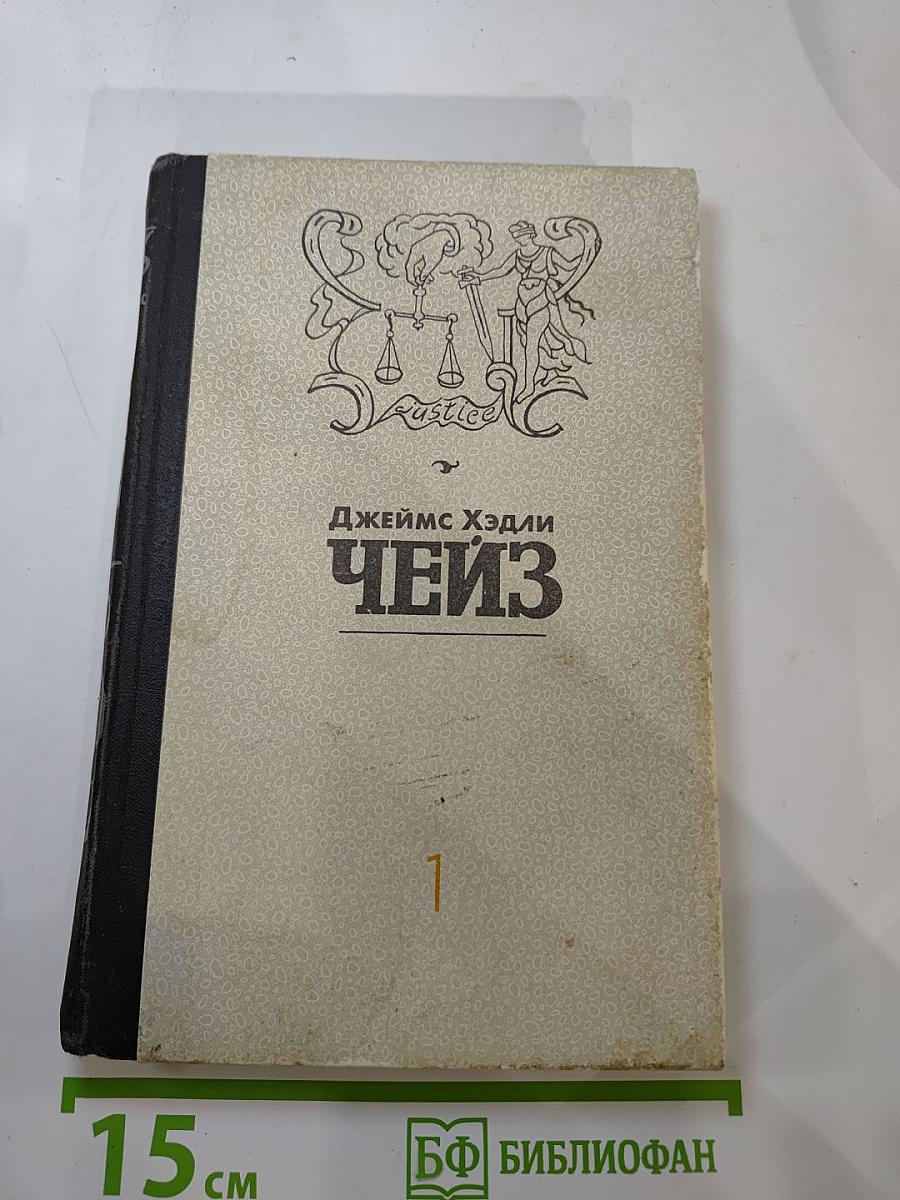 justice
Джеймс Хэдли
ЧЕЙЗ
1
15 см
БФ БИБЛИОФАН